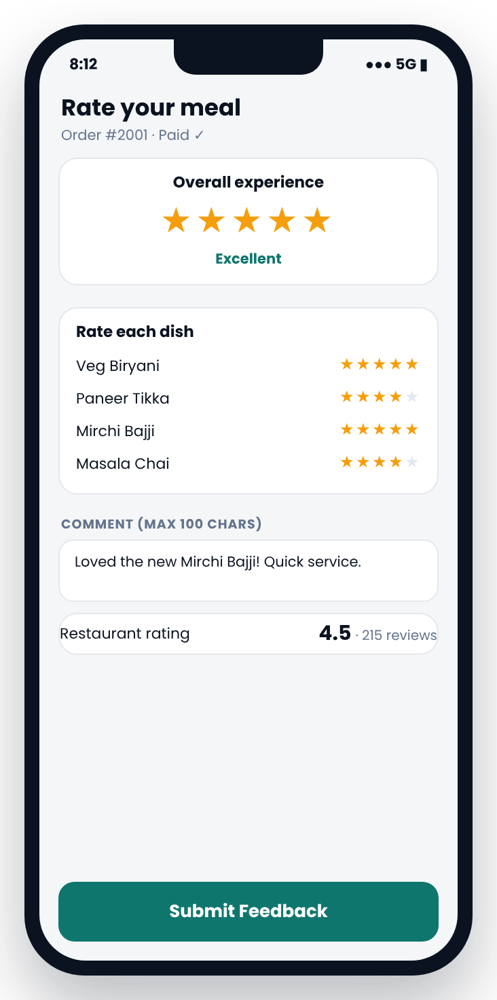 8:12 ●●● 5G ▮
Rate your meal
Order #2001 · Paid ✓
Overall experience
★ ★ ★ ★ ★
Excellent
Rate each dish
Veg Biryani ★★★★★
Paneer Tikka ★★★★★
Mirchi Bajji ★★★★★
Masala Chai ★★★★★
COMMENT (MAX 100 CHARS)
Loved the new Mirchi Bajji! Quick service.
Restaurant rating 4.5 · 215 reviews
Submit Feedback